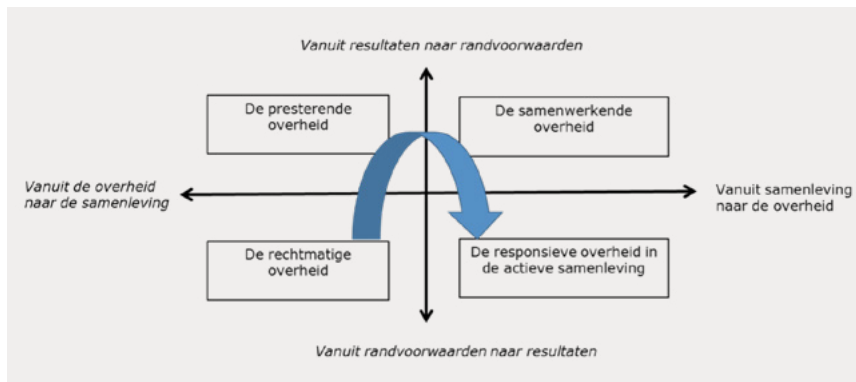 Vanuit resultaten naar randvoorwaarden
De presterende
overheid
De samenwerkende
overheid
Vanuit de overheid
naar de samenleving
Vanuit samenleving
naar de overheid
De rechtmatige
overheid
De responsieve overheid in
de actieve samenleving
Vanuit randvoorwaarden naar resultaten